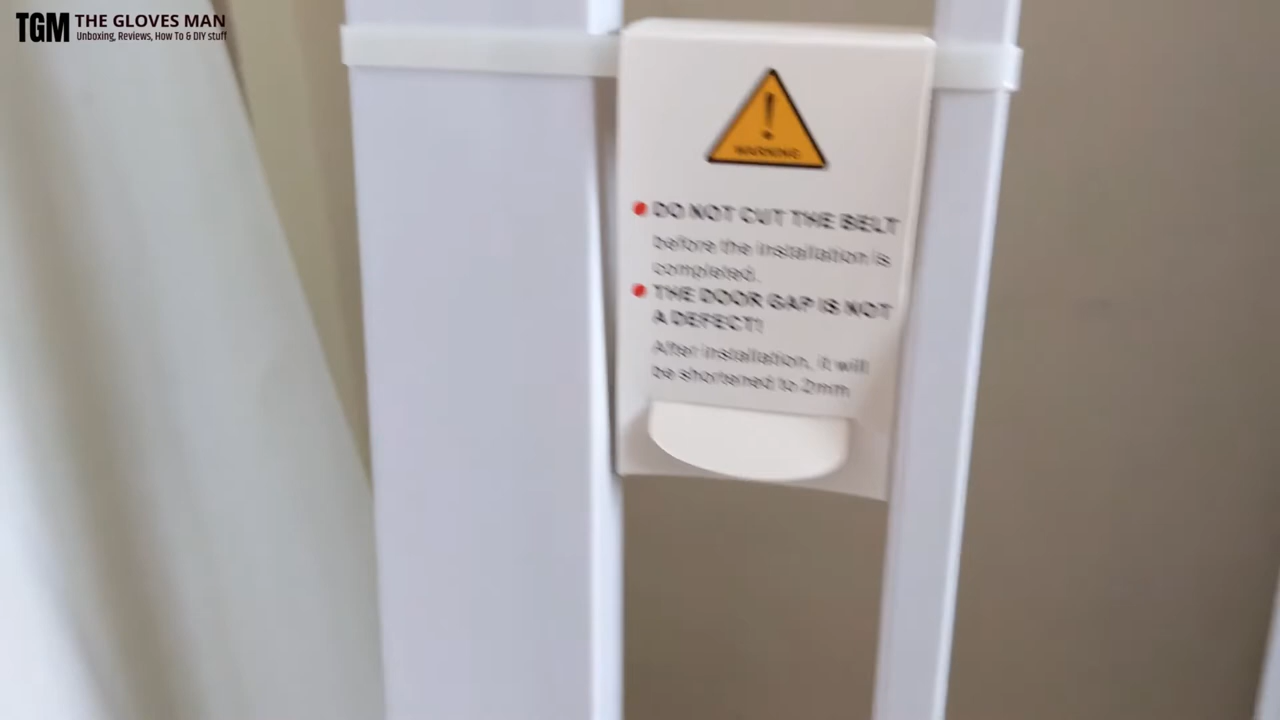 TGM THE GLOVES MAN
Unboxing, Reviews, How To & DIY stuff
!
WARNING
DO NOT CUT THE BELT
before the installation is
completed.
THE DOOR GAP IS NOT
A DEFECT!
After installation, it will
be shortened to 2mm